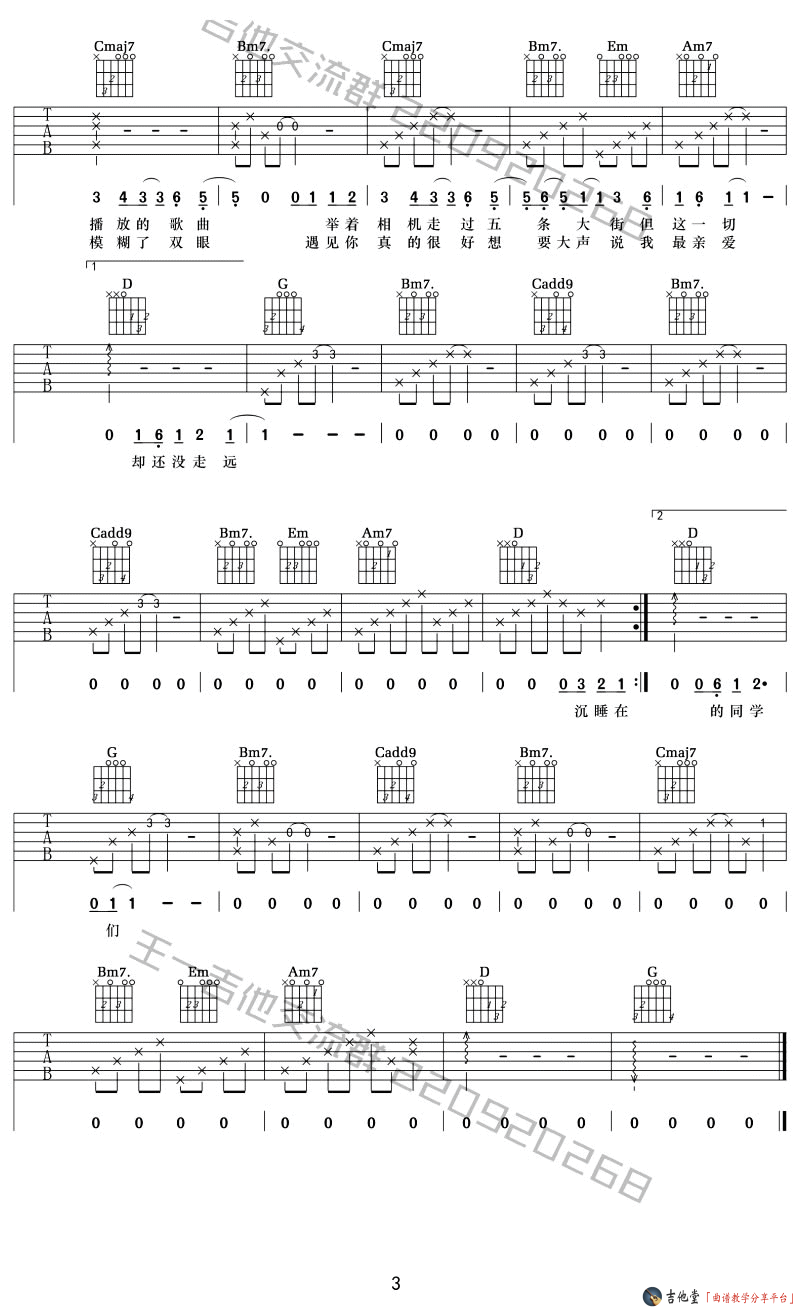 吉他交流群 220920268
Cmaj7 Bm7. Cmaj7 Bm7. Em Am7
T
A
B
3 4 3 3 6 5 5 0 0 1 1 2 3 4 3 3 6 5 5 6 5 1 1 3 6 1 6 1 1 –
播放的歌曲 举着相机走过五条大街但这一切
模糊了双眼 遇见你真的很好想要大声说我最亲爱
1
D G Bm7. Cadd9 Bm7.
T
A
B
0 1 6 1 2 1 1 – – – 0 0 0 0 0 0 0 0 0 0 0 0
却还没走远
2
Cadd9 Bm7. Em Am7 D D
0 0 0 0 0 0 0 0 0 0 0 0 0 0 0 3 2 1 0 0 6 1 2·
T
A
B
沉睡在 的同学
G Bm7. Cadd9 Bm7. Cmaj7
T
A
B
0 1 1 – – 0 0 0 0 0 0 0 0 0 0 0 0 0 0 0 0
们
王一吉他交流群 220920268
Bm7. Em Am7 D G
T
A
B
0 0 0 0 0 0 0 0 0 0 0 0 0 0 0 0
3
吉他堂「曲谱教学分享平台」